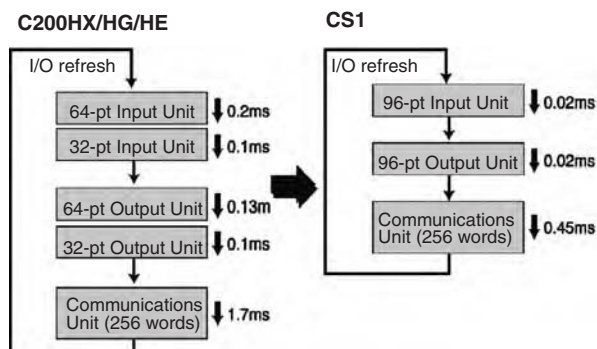 C200HX/HG/HE
I/O refresh
64-pt Input Unit
0.2ms
32-pt Input Unit
0.1ms
64-pt Output Unit
0.13m
32-pt Output Unit
0.1ms
Communications
Unit (256 words)
1.7ms
CS1
I/O refresh
96-pt Input Unit
0.02ms
96-pt Output Unit
0.02ms
Communications
Unit (256 words)
0.45ms